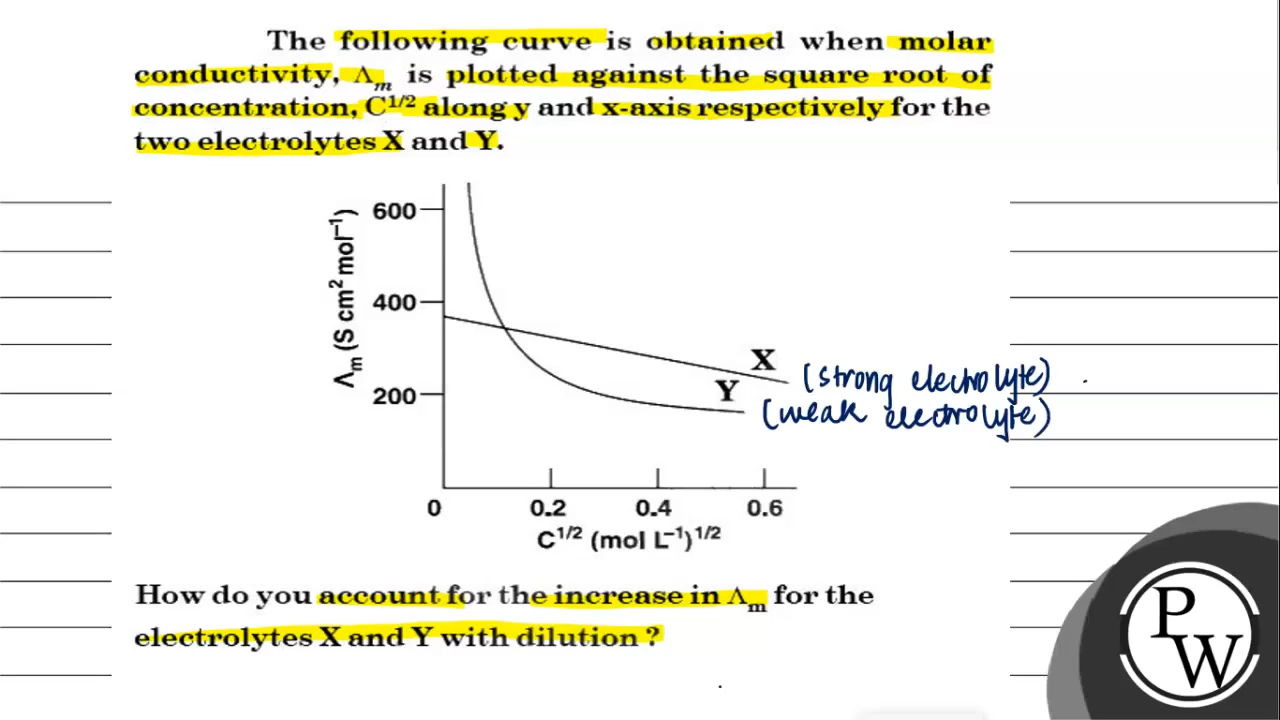 The following curve is obtained when molar
conductivity, Λm is plotted against the square root of
concentration, C^1/2 along y and x-axis respectively for the
two electrolytes X and Y.
600
400
200
Λm (S cm² mol⁻¹)
X
(strong electrolyte)
Y
(weak electrolyte)
0 0.2 0.4 0.6
C^1/2 (mol L⁻¹)^1/2
How do you account for the increase in Λm for the
electrolytes X and Y with dilution ?
P
W